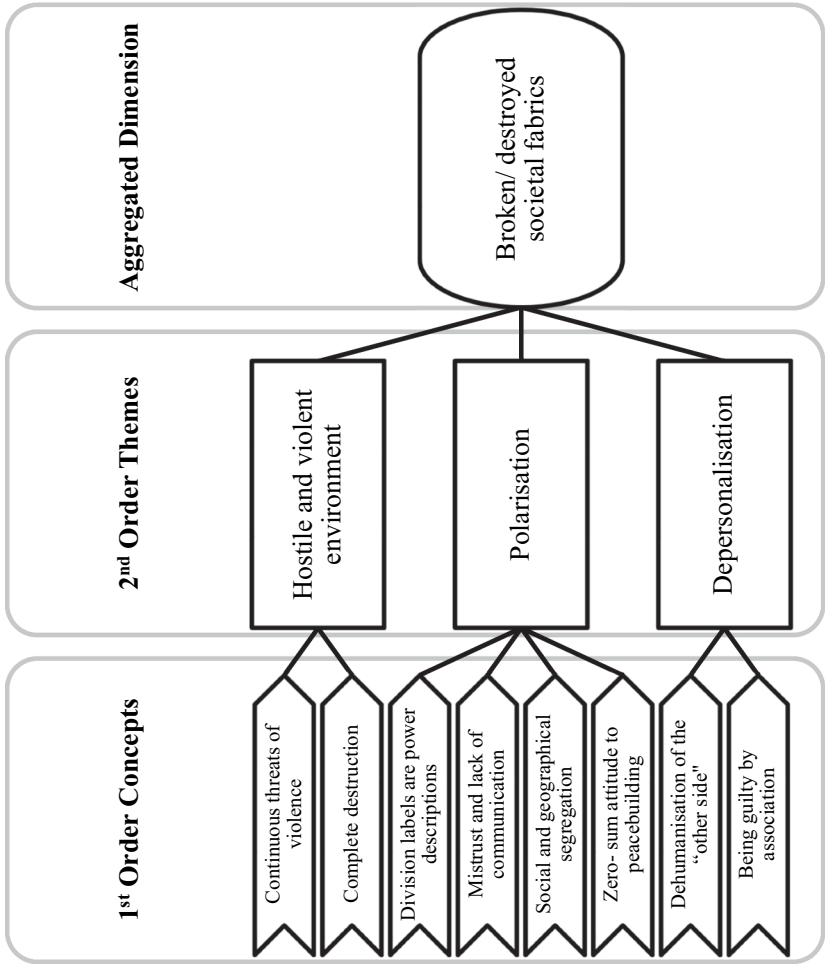 1st Order Concepts
Continuous threats of
violence
Complete destruction
Division labels are power
descriptions
Mistrust and lack of
communication
Social and geographical
segregation
Zero- sum attitude to
peacebuilding
Dehumanisation of the
“other side"
Being guilty by
association
2nd Order Themes
Hostile and violent
environment
Polarisation
Depersonalisation
Aggregated Dimension
Broken/ destroyed
societal fabrics